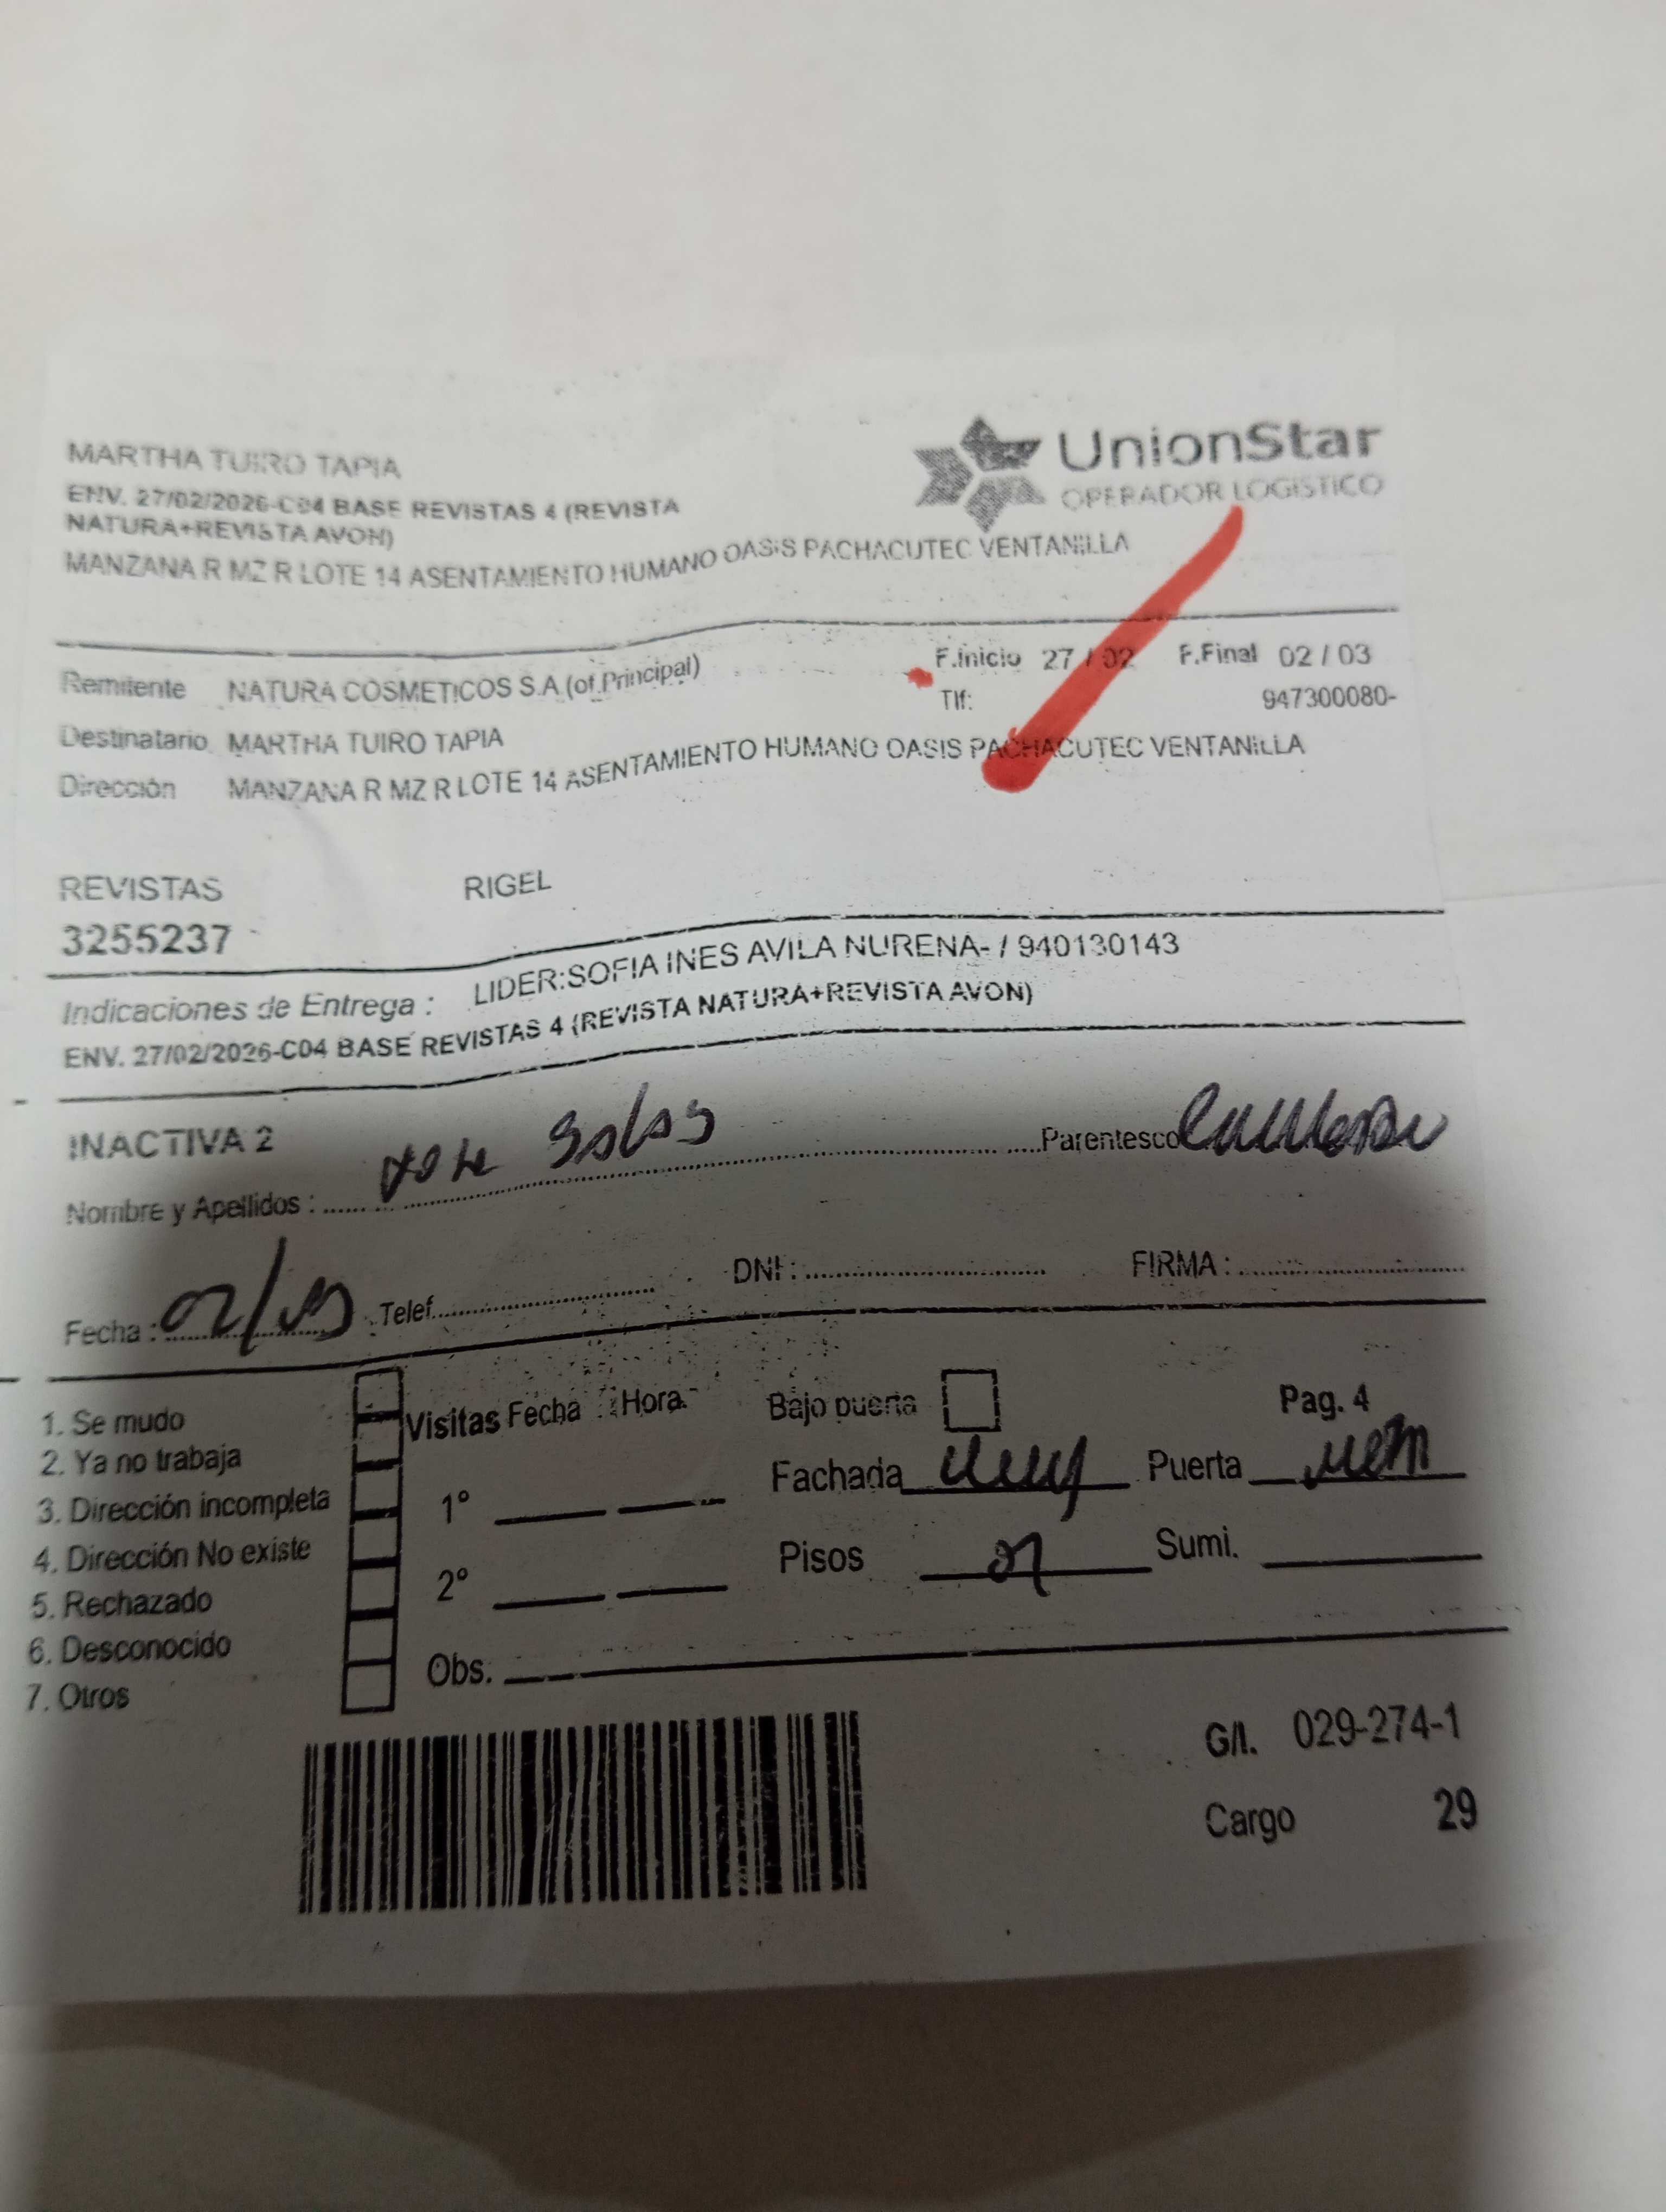 UnionStar
OPERADOR LOGISTICO
MARTHA TUIRO TAPIA
ENV. 27/02/2026-C04 BASE REVISTAS 4 (REVISTA
NATURA+REVISTA AVON)
MANZANA R MZ R LOTE 14 ASENTAMIENTO HUMANO OASIS PACHACUTEC VENTANILLA
Remitente NATURA COSMETICOS S.A (of.Principal) F.Inicio 27 / 02 F.Final 02 / 03
Tlf: 947300080-
Destinatario MARTHA TUIRO TAPIA
Dirección MANZANA R MZ R LOTE 14 ASENTAMIENTO HUMANO OASIS PACHACUTEC VENTANILLA
REVISTAS RIGEL
3255237
Indicaciones de Entrega : LIDER:SOFIA INES AVILA NURENA- / 940130143
ENV. 27/02/2026-C04 BASE REVISTAS 4 (REVISTA NATURA+REVISTA AVON)
INACTIVA 2
Nombre y Apellidos : Parentesco
Fecha : 02/03 Telef. DNI : FIRMA :
1. Se mudo
2. Ya no trabaja
3. Dirección incompleta
4. Dirección No existe
5. Rechazado
6. Desconocido
7. Otros
Visitas Fecha Hora
1°
2°
Obs.
Bajo puerta Pag. 4
Fachada Puerta
Pisos Sumi.
G/I. 029-274-1
Cargo 29